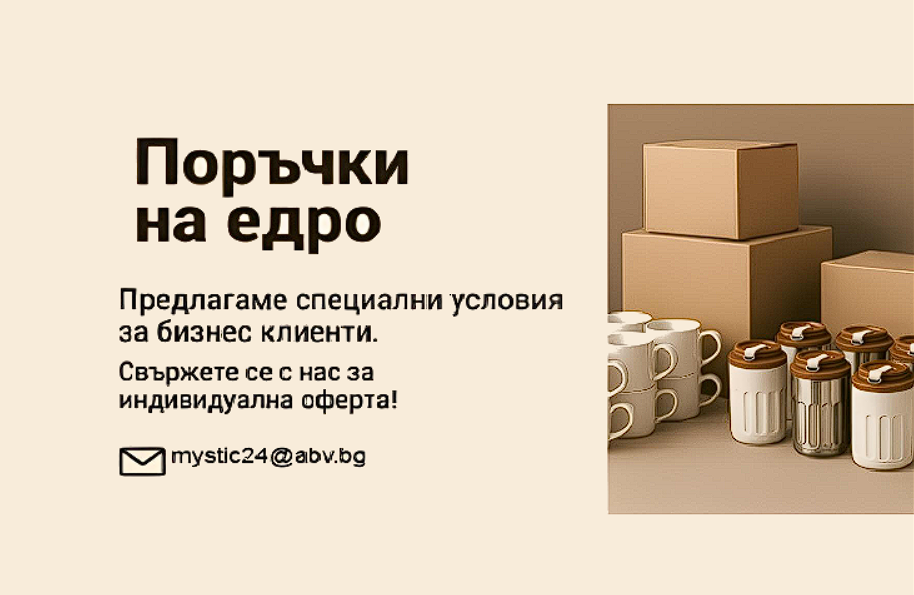 Поръчки
на едро
Предлагаме специални условия
за бизнес клиенти.
Свържете се с нас за
индивидуална оферта!
mystic24@abv.bg